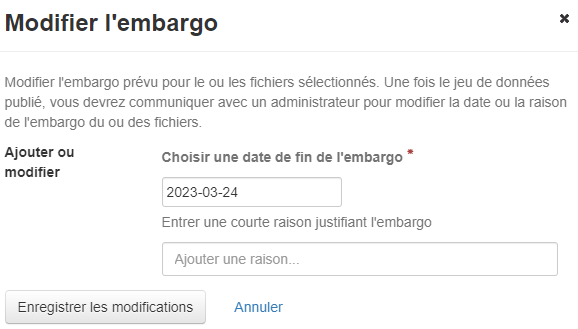 Modifier l'embargo
×
Modifier l'embargo prévu pour le ou les fichiers sélectionnés. Une fois le jeu de données
publié, vous devrez communiquer avec un administrateur pour modifier la date ou la raison
de l'embargo du ou des fichiers.
Ajouter ou
modifier
Choisir une date de fin de l'embargo *
2023-03-24
Entrer une courte raison justifiant l'embargo
Ajouter une raison...
Enregistrer les modifications Annuler